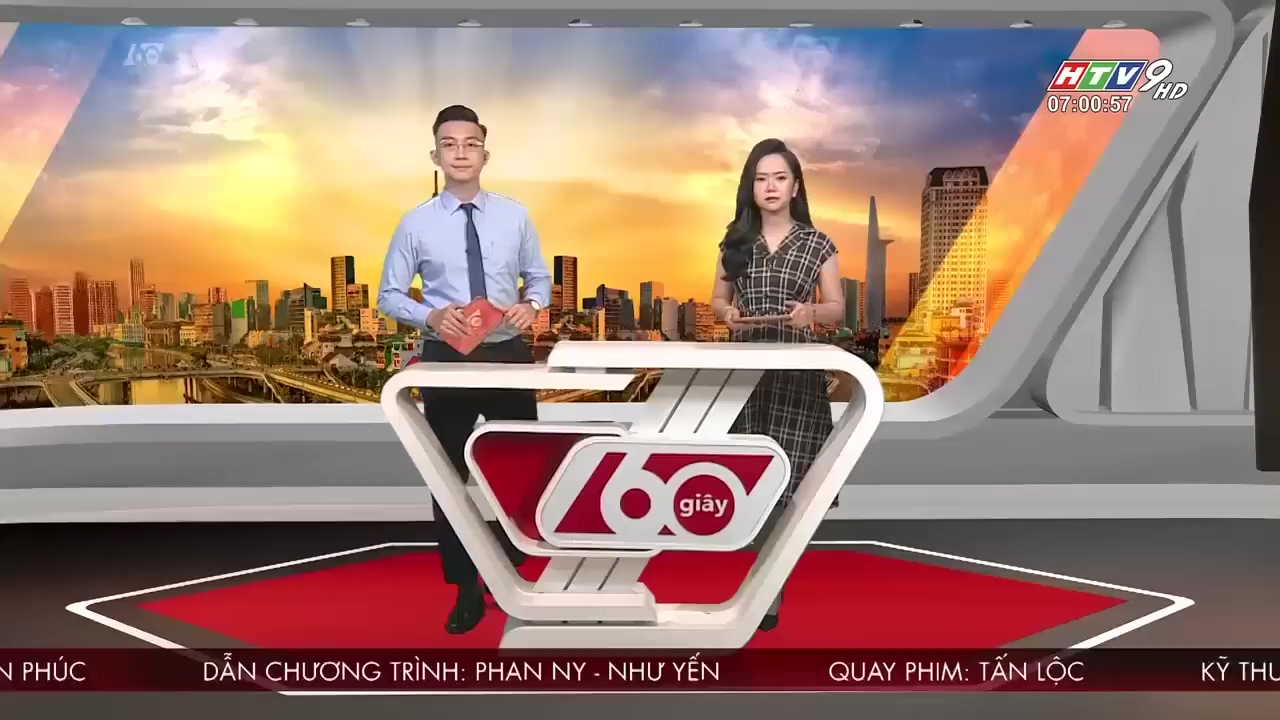 HTV9 HD
07:00:57
60
60 giây
N PHÚC DẪN CHƯƠNG TRÌNH: PHAN NY - NHƯ YẾN QUAY PHIM: TẤN LỘC KỸ THU